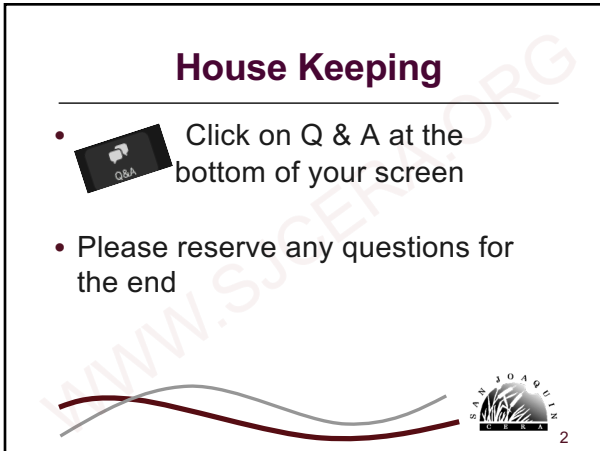 House Keeping
• Click on Q & A at the
Q&A
bottom of your screen
• Please reserve any questions for
the end
WWW.SJCERA.ORG
SAN JOAQUIN
CERA
2